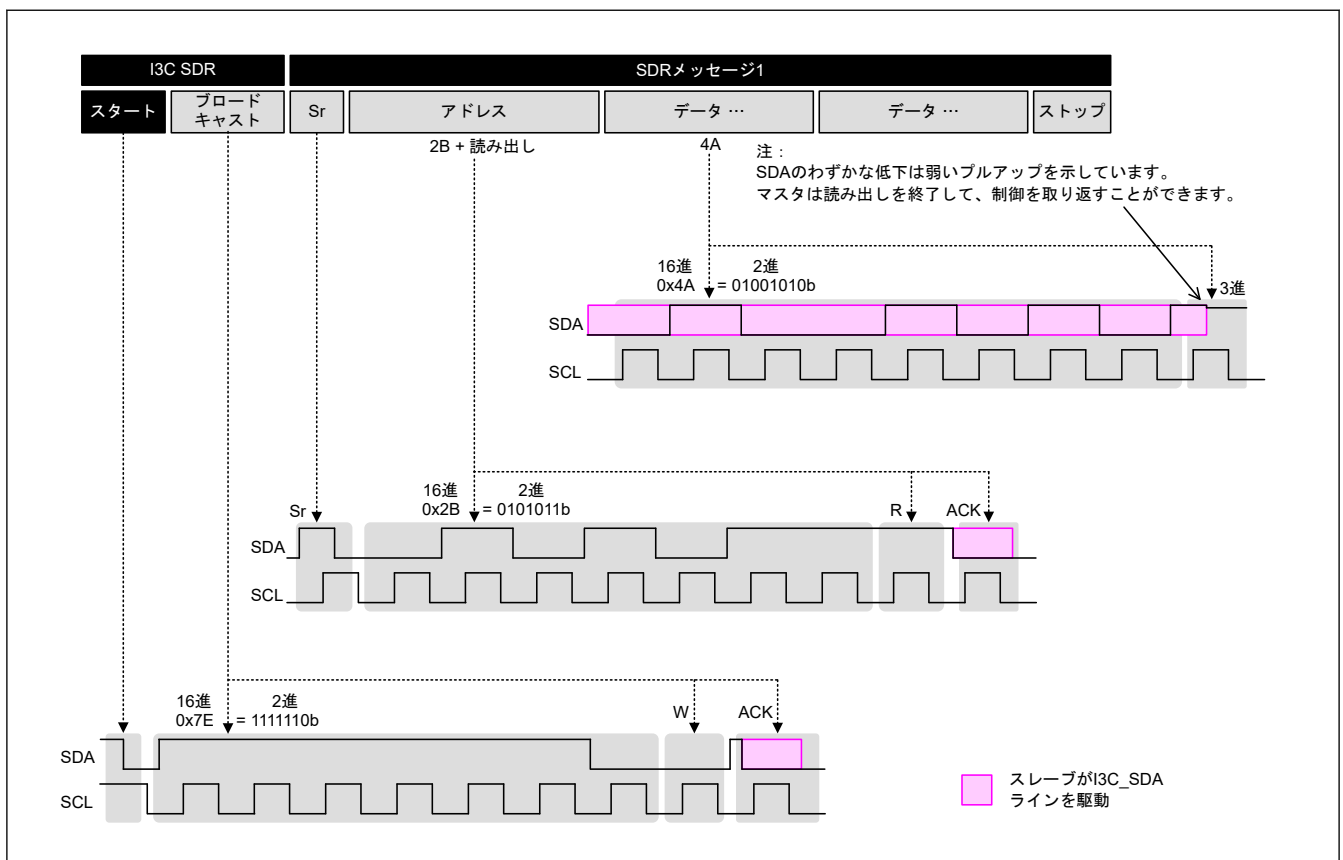 I3C SDR
SDRメッセージ1
スタート
ブロード
キャスト
Sr
アドレス
データ …
データ …
ストップ
2B + 読み出し
4A
注：
SDAのわずかな低下は弱いプルアップを示しています。
マスタは読み出しを終了して、制御を取り返すことができます。
16進
2進
0x4A
= 01001010b
3進
SDA
SCL
16進
2進
0x2B
= 0101011b
Sr
R
ACK
SDA
SCL
16進
2進
0x7E
= 1111110b
W
ACK
SDA
SCL
スレーブがI3C_SDA
ラインを駆動